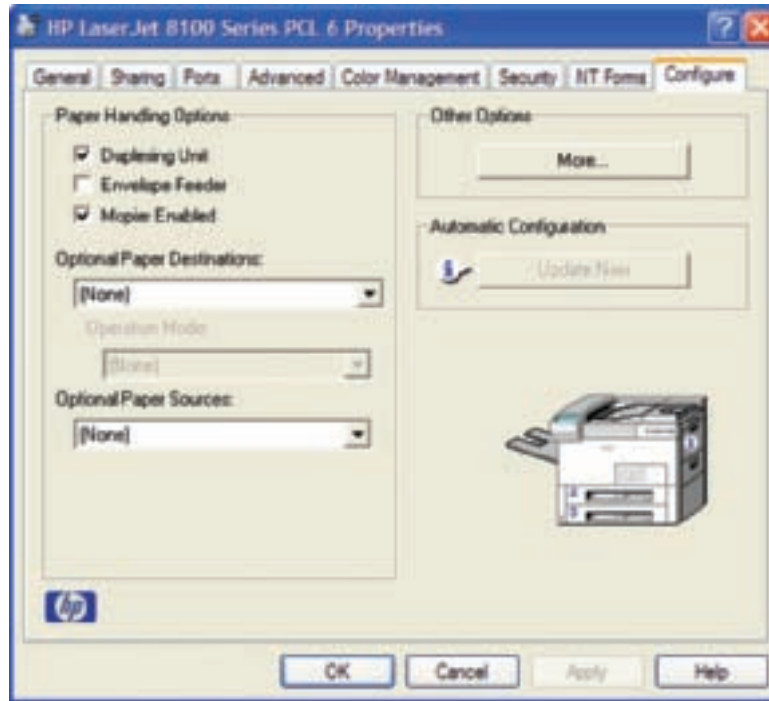 HP LaserJet 8100 Series PCL 6 Properties
General Sharing Ports Advanced Color Management Security NT Forms Configure
Paper Handling Options
Duplexing Unit
Envelope Feeder
Mopier Enabled
Optional Paper Destinations:
(None)
Operation Mode:
(None)
Optional Paper Sources:
(None)
Other Options
More...
Automatic Configuration
Update Now
hp
OK Cancel Apply Help